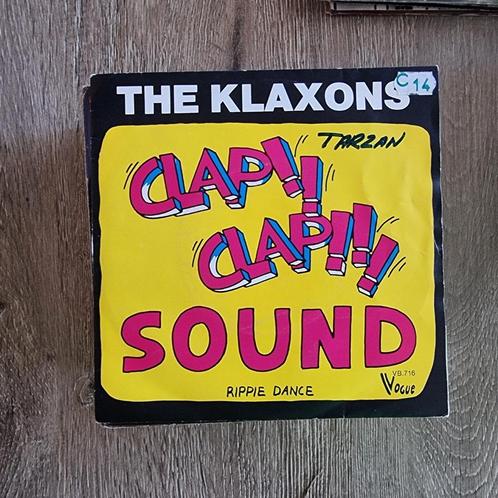 THE KLAXONS
C14
TARZAN
CLAP!!
CLAP!!!
SOUND
VB.716
RIPPIE DANCE
VOGUE